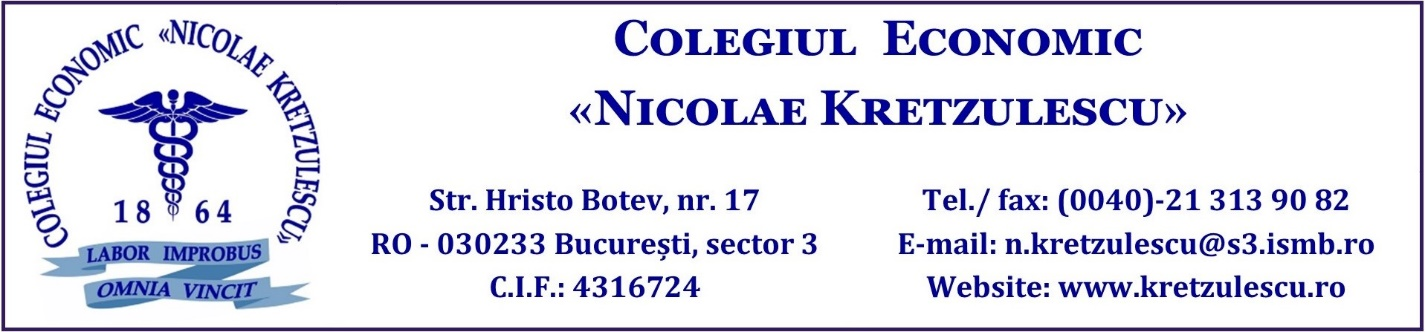 COLEGIUL ECONOMIC «NICOLAE KRETZULESCU»
18 64
LABOR IMPROBUS
OMNIA VINCIT
COLEGIUL ECONOMIC
«NICOLAE KRETZULESCU»
Str. Hristo Botev, nr. 17
RO - 030233 București, sector 3
C.I.F.: 4316724
Tel./ fax: (0040)-21 313 90 82
E-mail: n.kretzulescu@s3.ismb.ro
Website: www.kretzulescu.ro